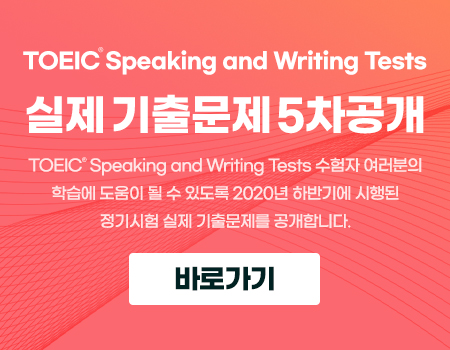 TOEIC® Speaking and Writing Tests
실제 기출문제 5차공개
TOEIC® Speaking and Writing Tests 수험자 여러분의
학습에 도움이 될 수 있도록 2020년 하반기에 시행된
정기시험 실제 기출문제를 공개합니다.
바로가기